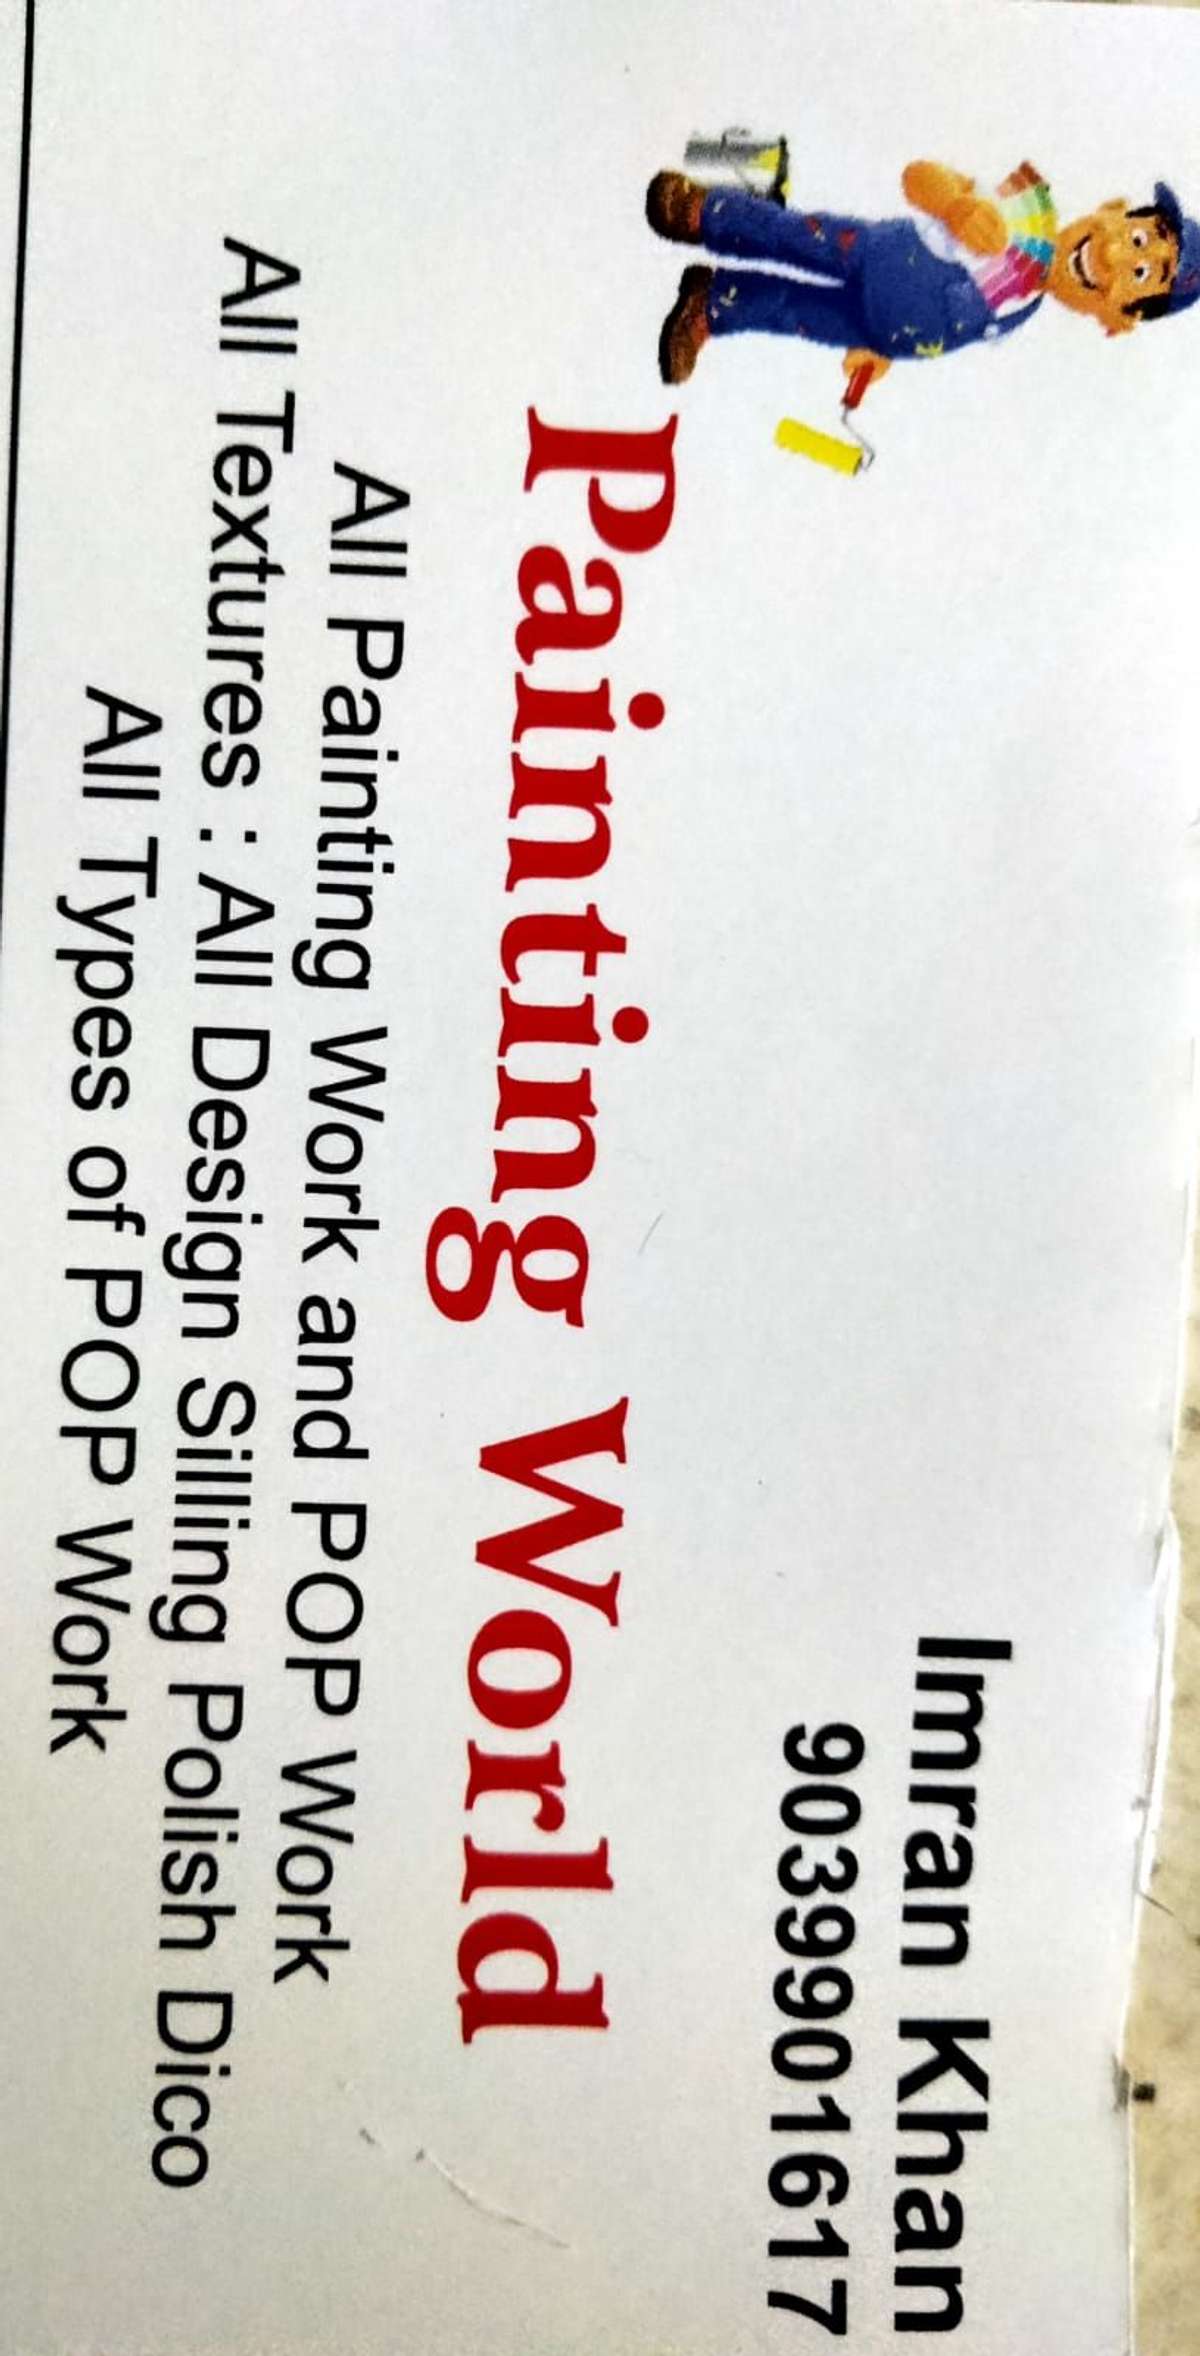 Imran Khan
9039901617
Painting World
All Painting Work and POP Work
All Textures : All Design Silling Polish Dico
All Types of POP Work